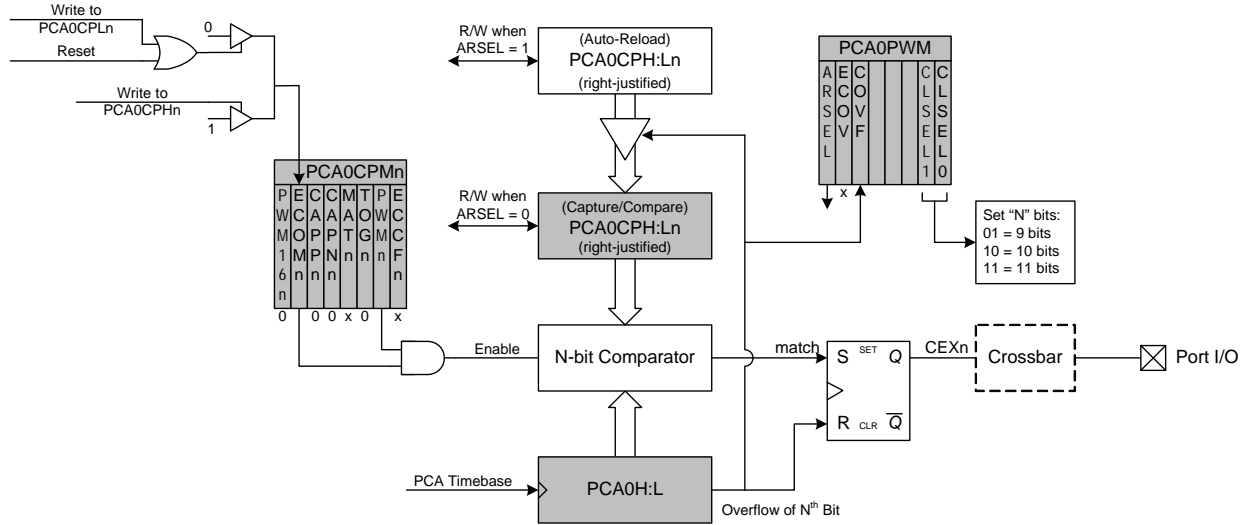 Write to
PCA0CPLn
Reset
0
Write to
PCA0CPHn
1
R/W when
ARSEL = 1
(Auto-Reload)
PCA0CPH:Ln
(right-justified)
PCA0PWM
ARSEL
ECOV
COVF
CLSEL1
CLSEL0
x
Set “N” bits:
01 = 9 bits
10 = 10 bits
11 = 11 bits
PCA0CPMn
PWM16n
ECOMn
CAPPn
CAPNn
MATn
TOGn
PWMn
ECCFn
0 0 0 x 0 x
R/W when
ARSEL = 0
(Capture/Compare)
PCA0CPH:Ln
(right-justified)
Enable
N-bit Comparator
match
S SET Q
R CLR Q
CEXn
Crossbar
Port I/O
PCA Timebase
PCA0H:L
Overflow of Nth Bit